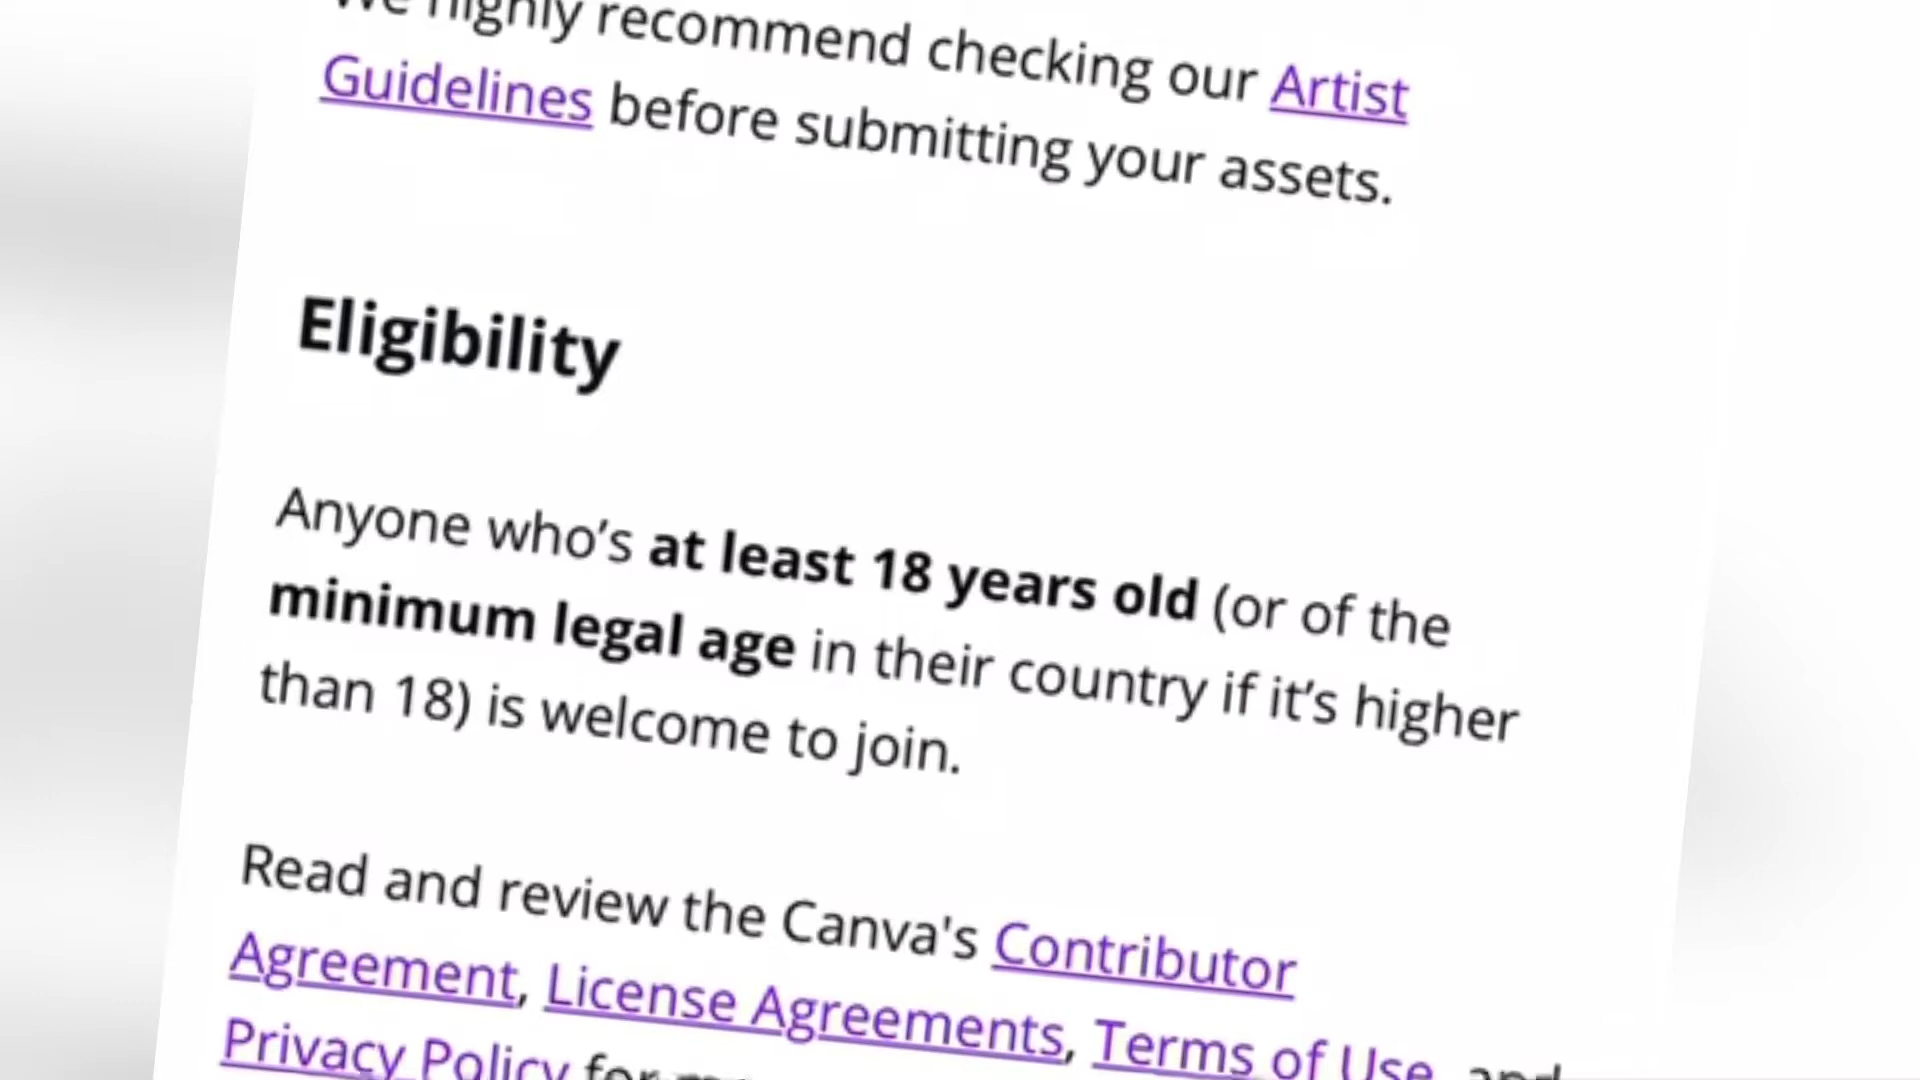 We highly recommend checking our Artist
Guidelines before submitting your assets.
Eligibility
Anyone who’s at least 18 years old (or of the
minimum legal age in their country if it’s higher
than 18) is welcome to join.
Read and review the Canva's Contributor
Agreement, License Agreements, Terms of Use, and
Privacy Policy for